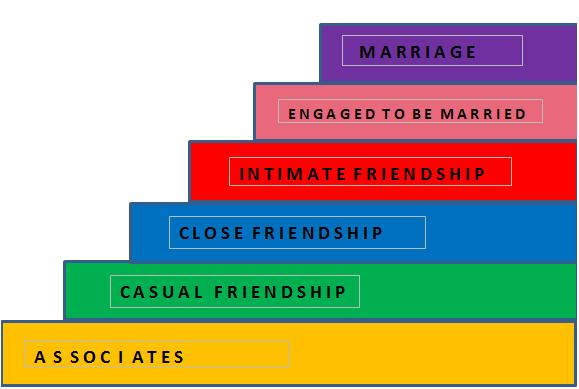 MARRIAGE
ENGAGED TO BE MARRIED
INTIMATE FRIENDSHIP
CLOSE FRIENDSHIP
CASUAL FRIENDSHIP
ASSOCIATES